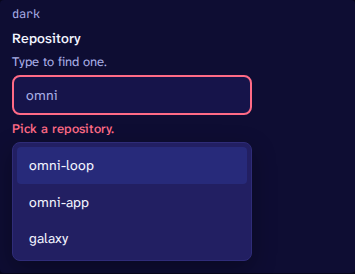 dark
Repository
Type to find one.
omni
Pick a repository.
omni-loop
omni-app
galaxy